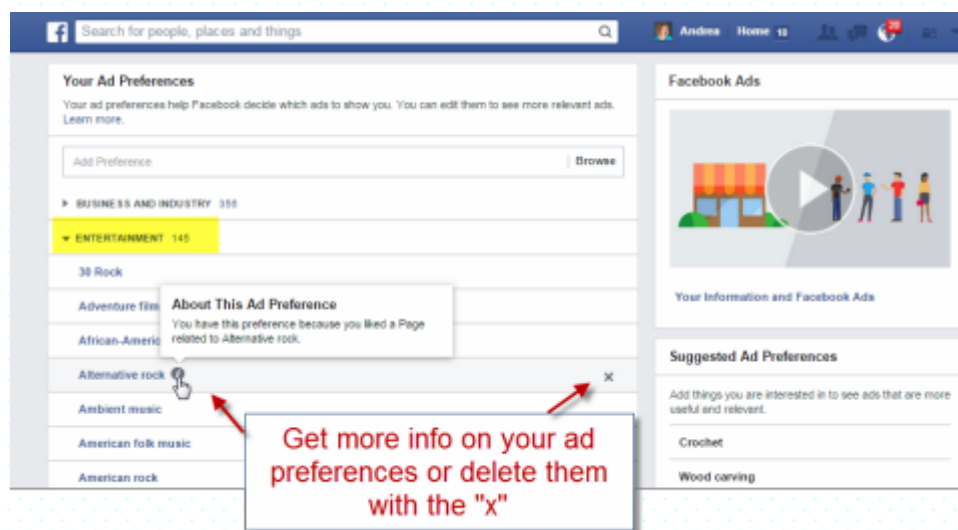 f
Search for people, places and things
Andrea Home 10
Your Ad Preferences
Your ad preferences help Facebook decide which ads to show you. You can edit them to see more relevant ads.
Learn more.
Add Preference
Browse
BUSINESS AND INDUSTRY 356
ENTERTAINMENT 145
30 Rock
Adventure film
African-Americ
About This Ad Preference
You have this preference because you liked a Page
related to Alternative rock.
Alternative rock
Ambient music
American folk music
American rock
Get more info on your ad
preferences or delete them
with the "x"
Facebook Ads
Your Information and Facebook Ads
Suggested Ad Preferences
Add things you are interested in to see ads that are more
useful and relevant.
Crochet
Wood carving